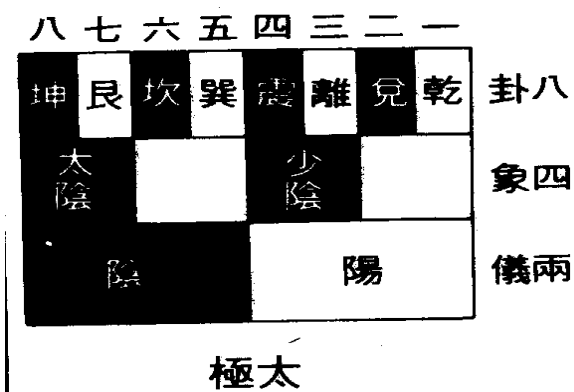 一 二 三 四 五 六 七 八
八卦 乾 兌 離 震 巽 坎 艮 坤
四象 少陰 太陰
兩儀 陽 陰
太極